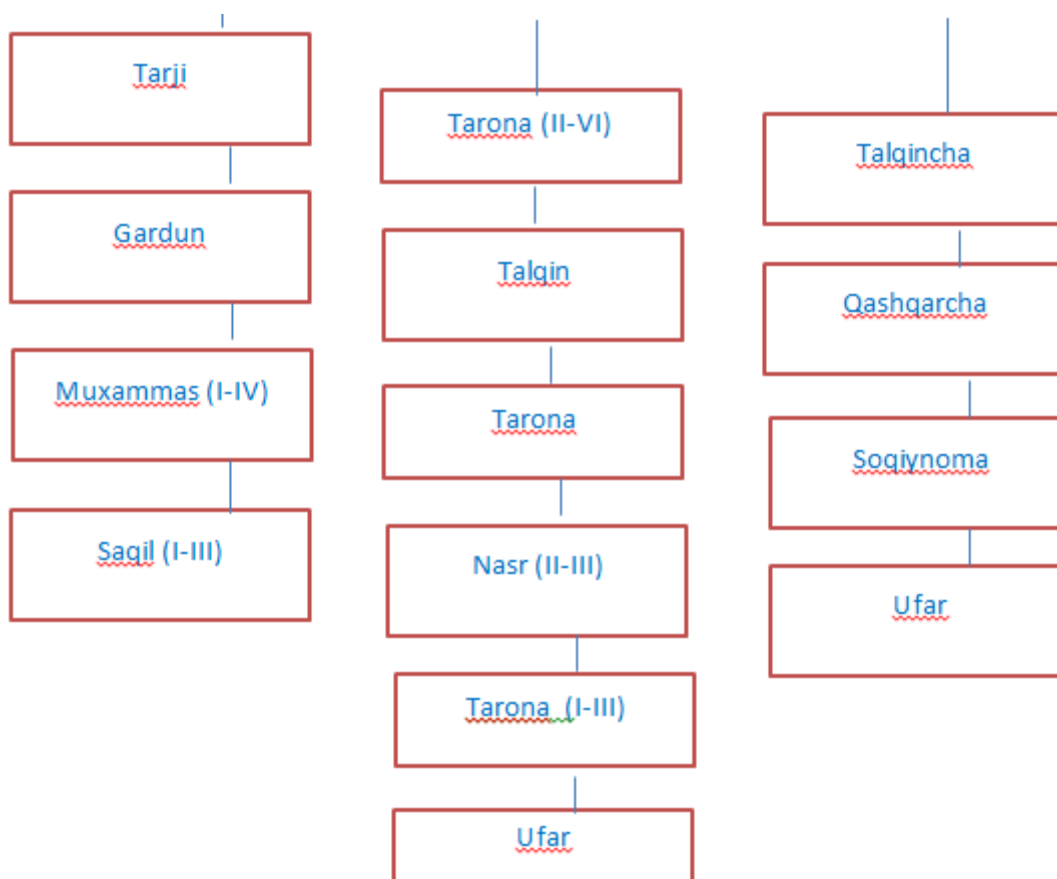 Tarji
Gardun
Muxammas (I-IV)
Saqil (I-III)
Tarona (II-VI)
Talqin
Tarona
Nasr (II-III)
Tarona  (I-III)
Ufar
Talqincha
Qashqarcha
Soqiynoma
Ufar